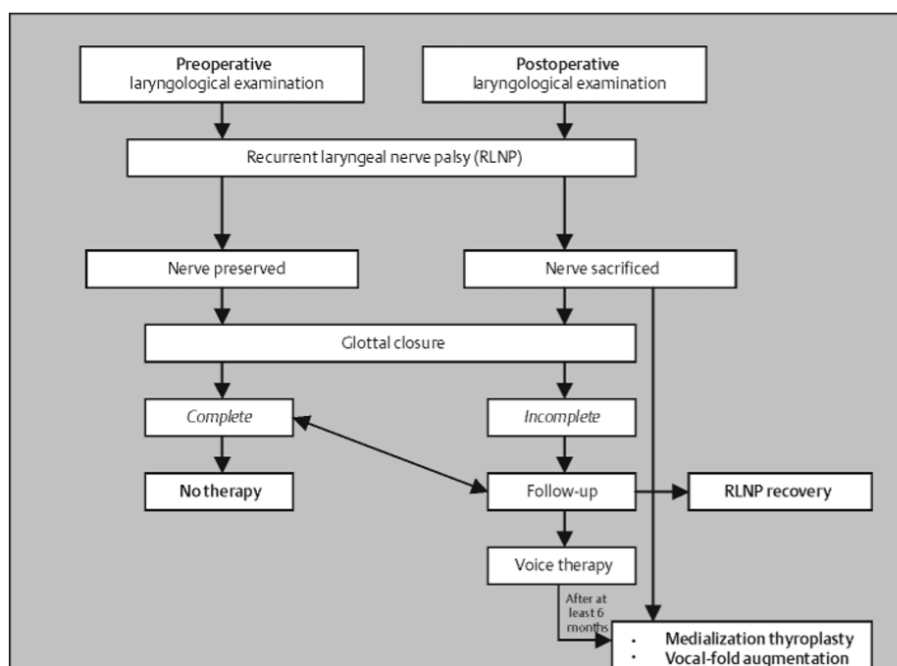 Preoperative
laryngological examination
Postoperative
laryngological examination
Recurrent laryngeal nerve palsy (RLNP)
Nerve preserved
Nerve sacrificed
Glottal closure
Complete
Incomplete
No therapy
Follow-up
RLNP recovery
Voice therapy
After at
least 6
months
• Medialization thyroplasty
• Vocal-fold augmentation